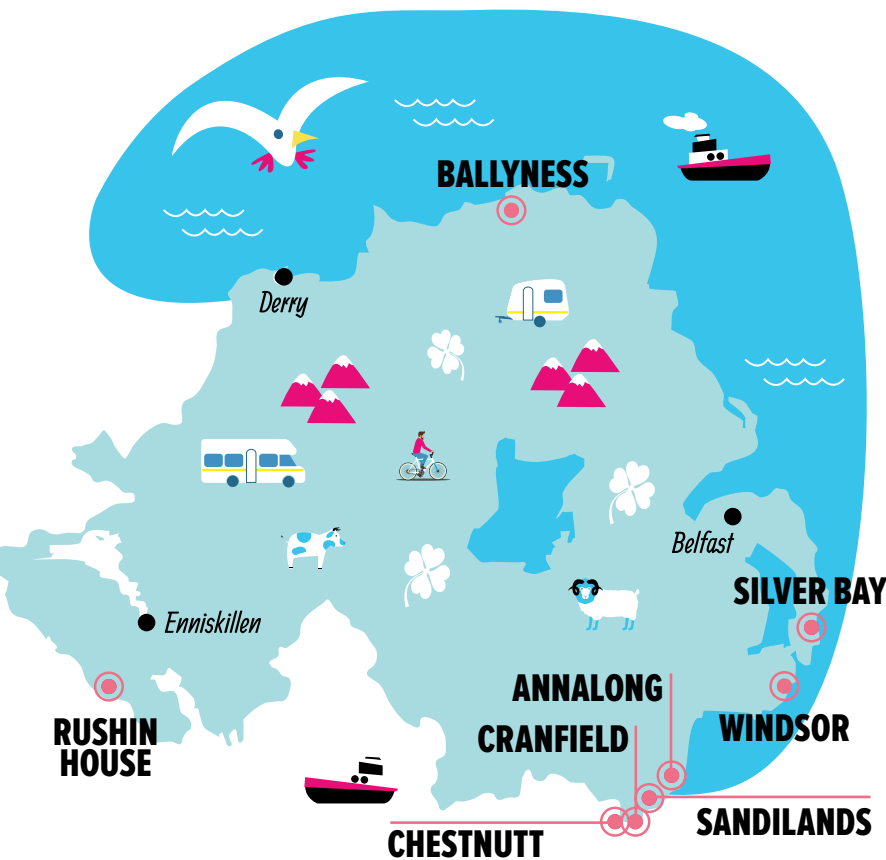 BALLYNESS
Derry
Belfast
SILVER BAY
Enniskillen
ANNALONG
WINDSOR
RUSHIN
HOUSE
CRANFIELD
SANDILANDS
CHESTNUTT